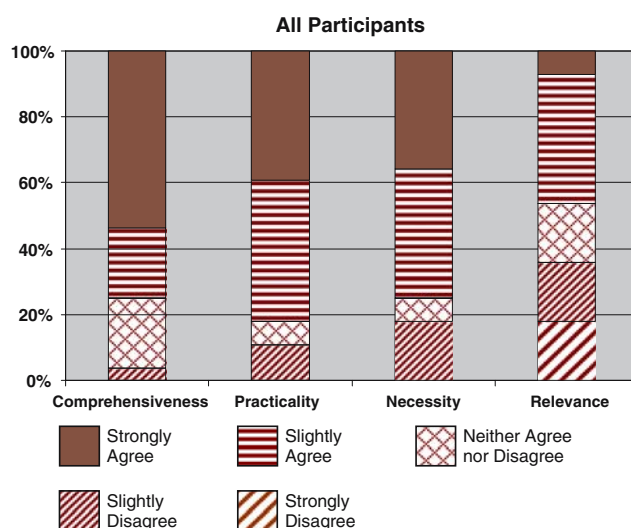 All Participants
100%
80%
60%
40%
20%
0%
Comprehensiveness Practicality Necessity Relevance
Strongly
Agree
Slightly
Agree
Neither Agree
nor Disagree
Slightly
Disagree
Strongly
Disagree